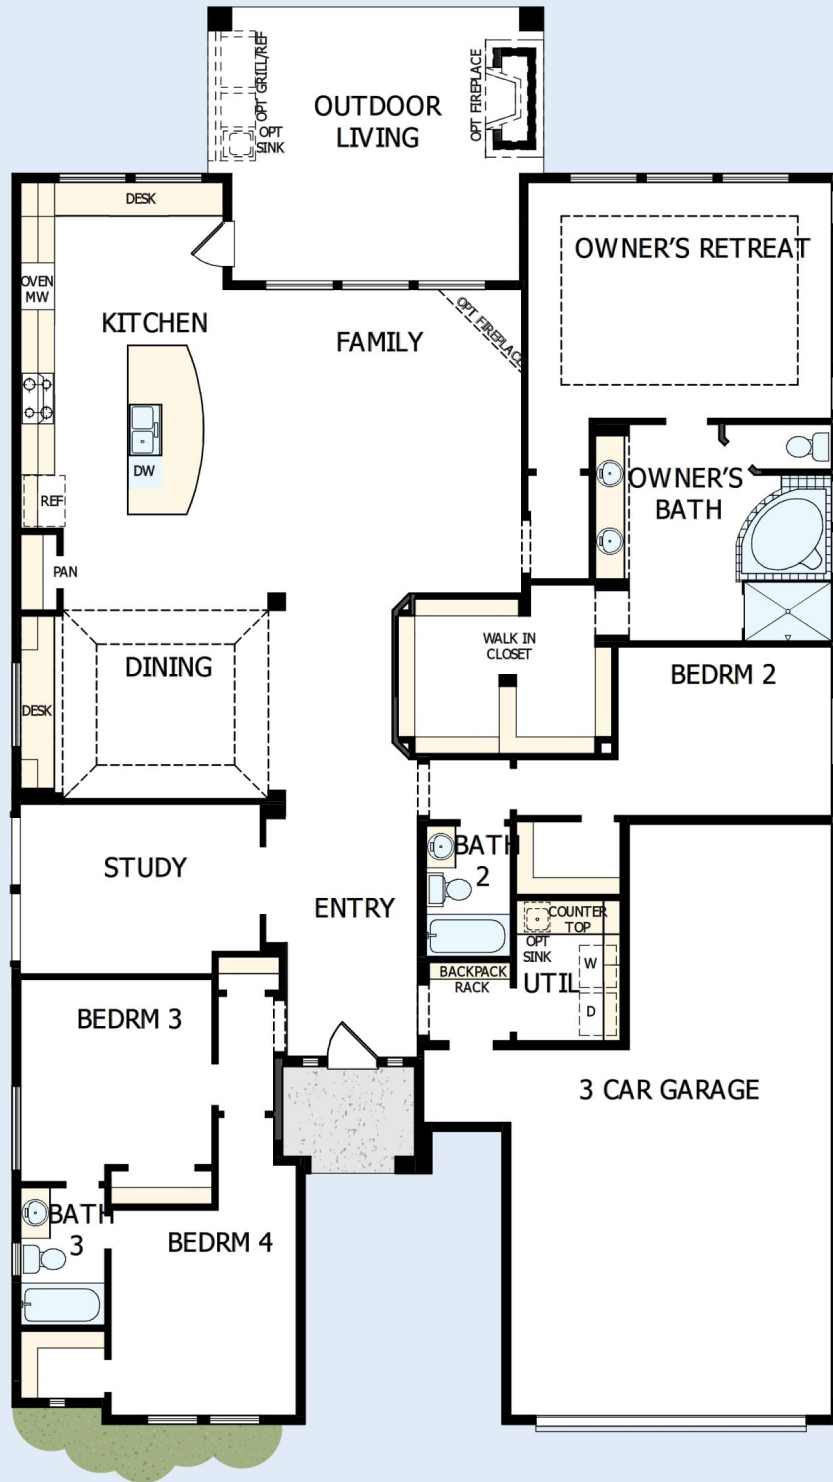 OPT GRILL/REF
OPT
SINK
OUTDOOR
LIVING
OPT FIREPLACE
DESK
OWNER'S RETREAT
OVEN
MW
KITCHEN
FAMILY
OPT FIREPLACE
DW
REF
OWNER'S
BATH
PAN
WALK IN
CLOSET
DINING
BEDRM 2
DESK
STUDY
BATH
2
ENTRY
COUNTER
TOP
OPT
SINK
W
BACKPACK
RACK
UTIL
D
BEDRM 3
3 CAR GARAGE
BATH
3
BEDRM 4